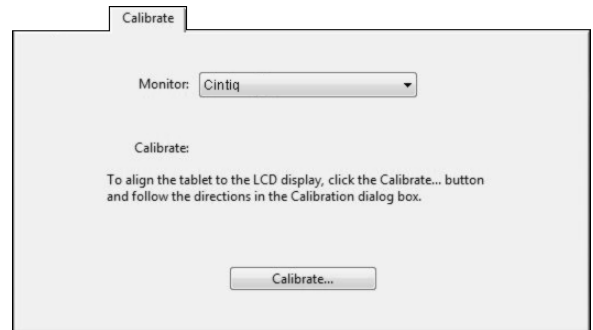 Calibrate
Monitor: Cintiq
Calibrate:
To align the tablet to the LCD display, click the Calibrate... button
and follow the directions in the Calibration dialog box.
Calibrate...